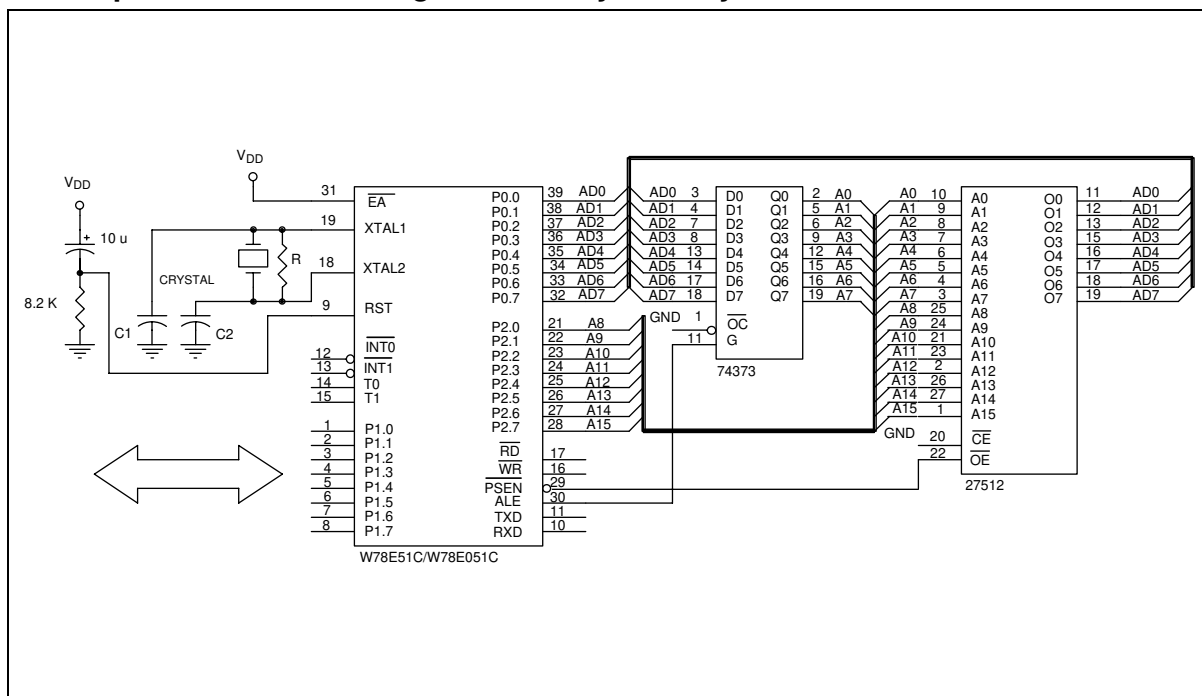 V_DD
10 u
8.2 K
V_DD
CRYSTAL
R
C1
C2
31 EA
19 XTAL1
18 XTAL2
9 RST
12 INT0
13 INT1
14 T0
15 T1
1 P1.0
2 P1.1
3 P1.2
4 P1.3
5 P1.4
6 P1.5
7 P1.6
8 P1.7
P0.0 39 AD0
P0.1 38 AD1
P0.2 37 AD2
P0.3 36 AD3
P0.4 35 AD4
P0.5 34 AD5
P0.6 33 AD6
P0.7 32 AD7
P2.0 21 A8
P2.1 22 A9
P2.2 23 A10
P2.3 24 A11
P2.4 25 A12
P2.5 26 A13
P2.6 27 A14
P2.7 28 A15
RD 17
WR 16
PSEN 29
ALE 30
TXD 11
RXD 10
W78E51C/W78E051C
AD0 3 D0 Q0 2 A0
AD1 4 D1 Q1 5 A1
AD2 7 D2 Q2 6 A2
AD3 8 D3 Q3 9 A3
AD4 13 D4 Q4 12 A4
AD5 14 D5 Q5 15 A5
AD6 17 D6 Q6 16 A6
AD7 18 D7 Q7 19 A7
GND 1 OC
11 G
74373
A0 10 A0 O0 11 AD0
A1 9 A1 O1 12 AD1
A2 8 A2 O2 13 AD2
A3 7 A3 O3 15 AD3
A4 6 A4 O4 16 AD4
A5 5 A5 O5 17 AD5
A6 4 A6 O6 18 AD6
A7 3 A7 O7 19 AD7
A8 25 A8
A9 24 A9
A10 21 A10
A11 23 A11
A12 2 A12
A13 26 A13
A14 27 A14
A15 1 A15
GND 20 CE
22 OE
27512